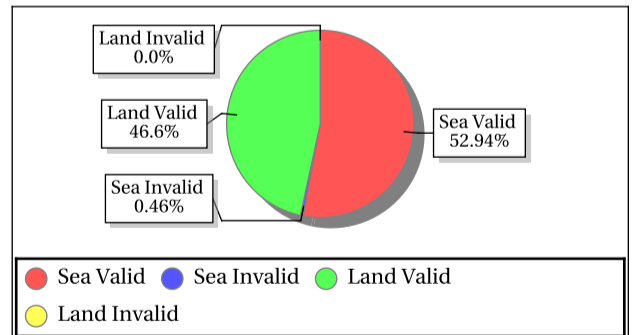 Land Invalid
0.0%
Land Valid
46.6%
Sea Valid
52.94%
Sea Invalid
0.46%
Sea Valid Sea Invalid Land Valid
Land Invalid